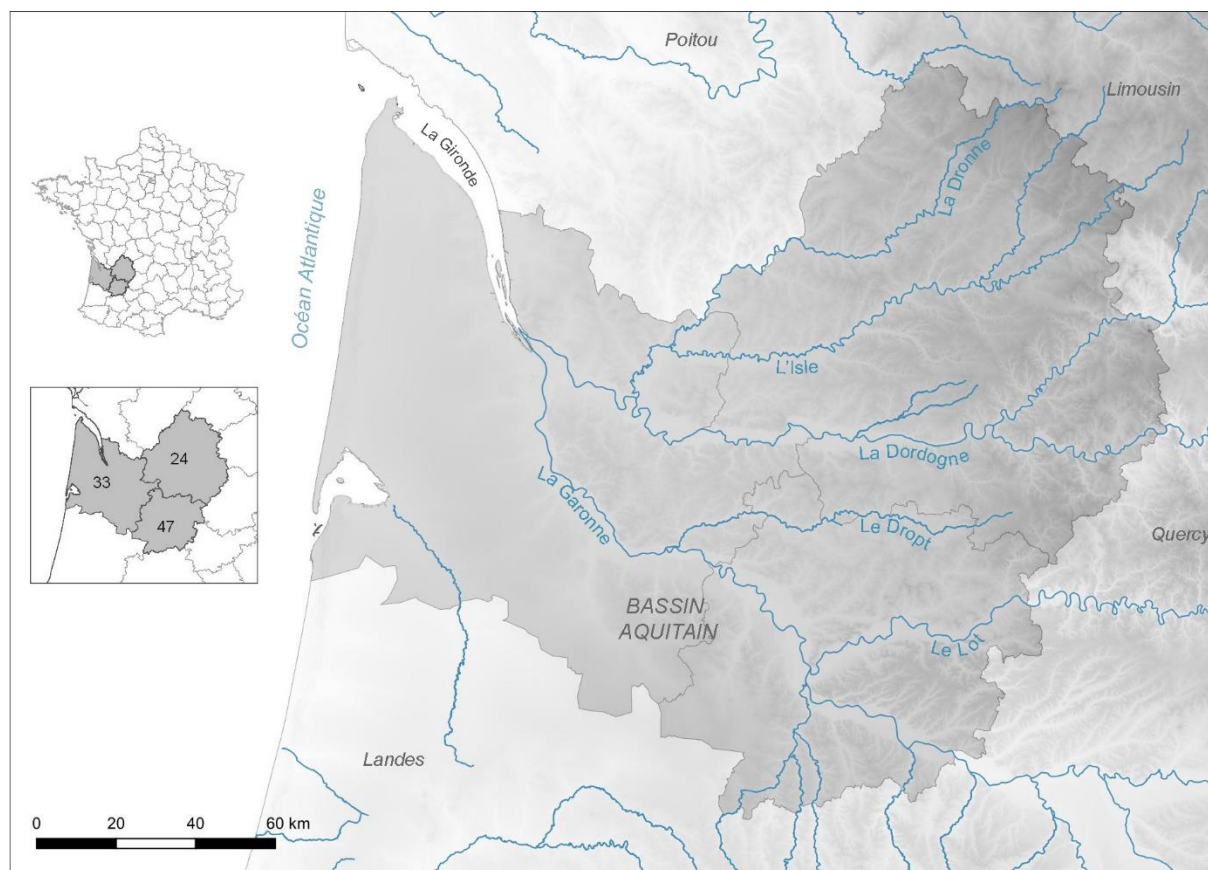 Poitou
Limousin
La Gironde
La Dronne
Océan Atlantique
L'Isle
La Dordogne
24
33
47
La Garonne
Le Dropt
Quercy
BASSIN
AQUITAIN
Le Lot
Landes
0 20 40 60 km